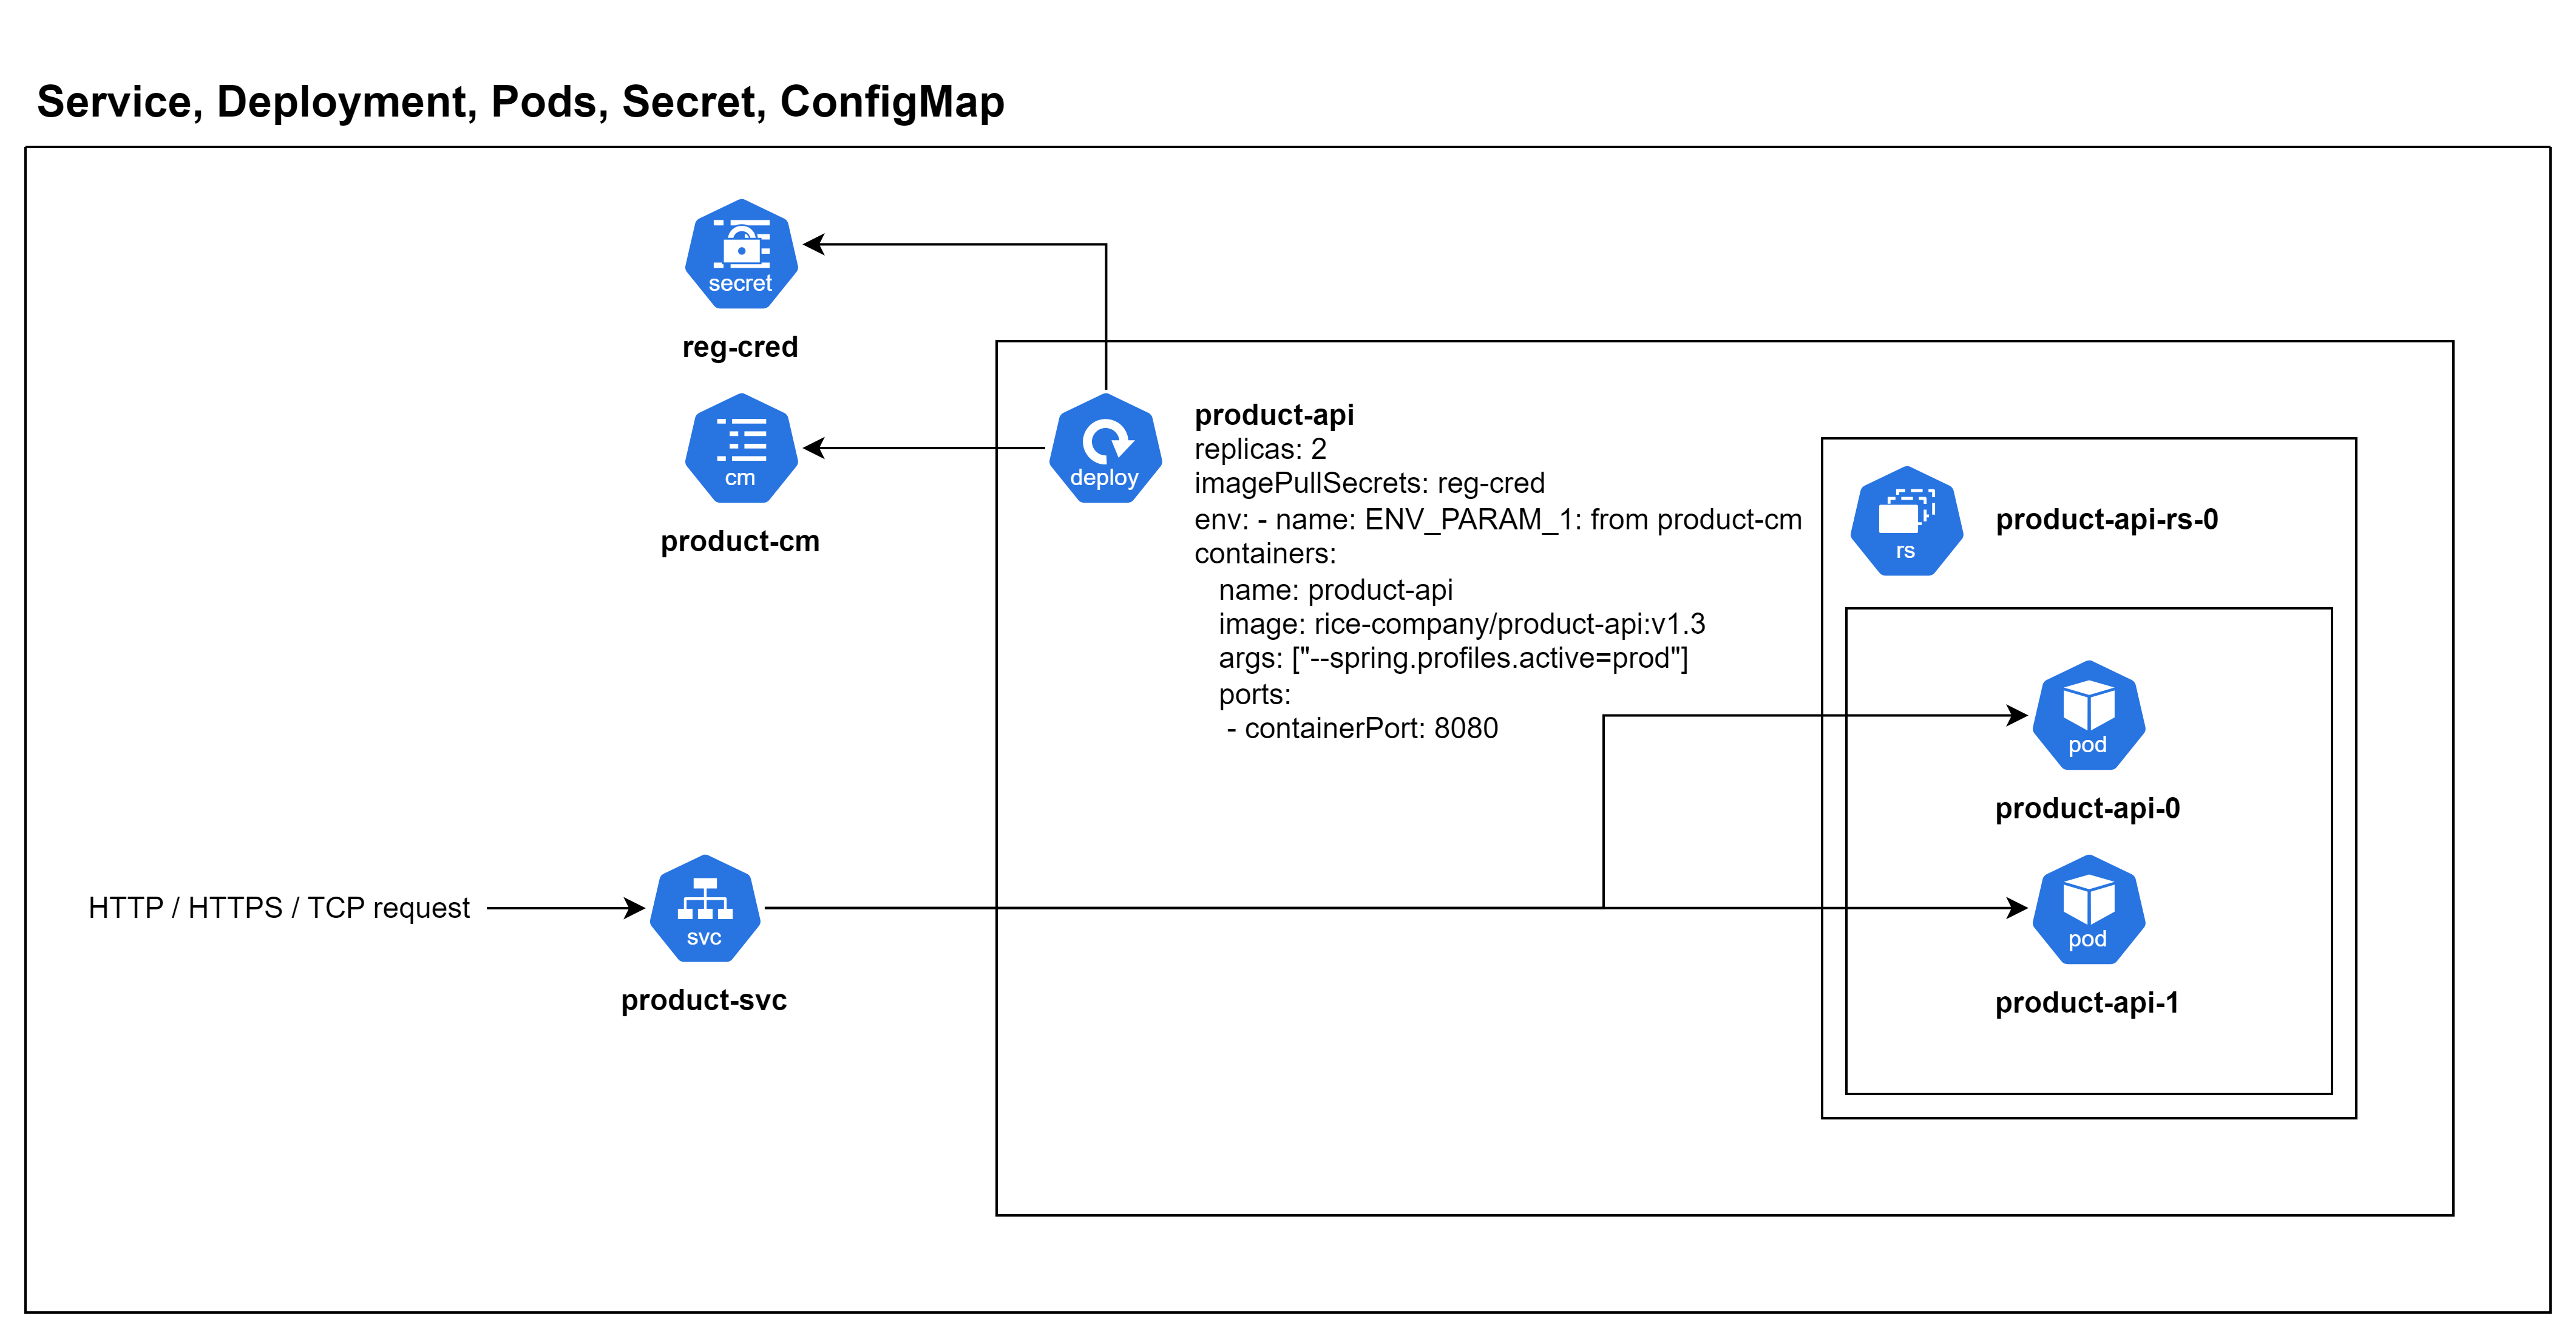 Service, Deployment, Pods, Secret, ConfigMap
secret
reg-cred
cm
product-cm
deploy
product-api
replicas: 2
imagePullSecrets: reg-cred
env: - name: ENV_PARAM_1: from product-cm
containers:
name: product-api
image: rice-company/product-api:v1.3
args: ["--spring.profiles.active=prod"]
ports:
- containerPort: 8080
rs
product-api-rs-0
pod
product-api-0
pod
product-api-1
HTTP / HTTPS / TCP request
svc
product-svc